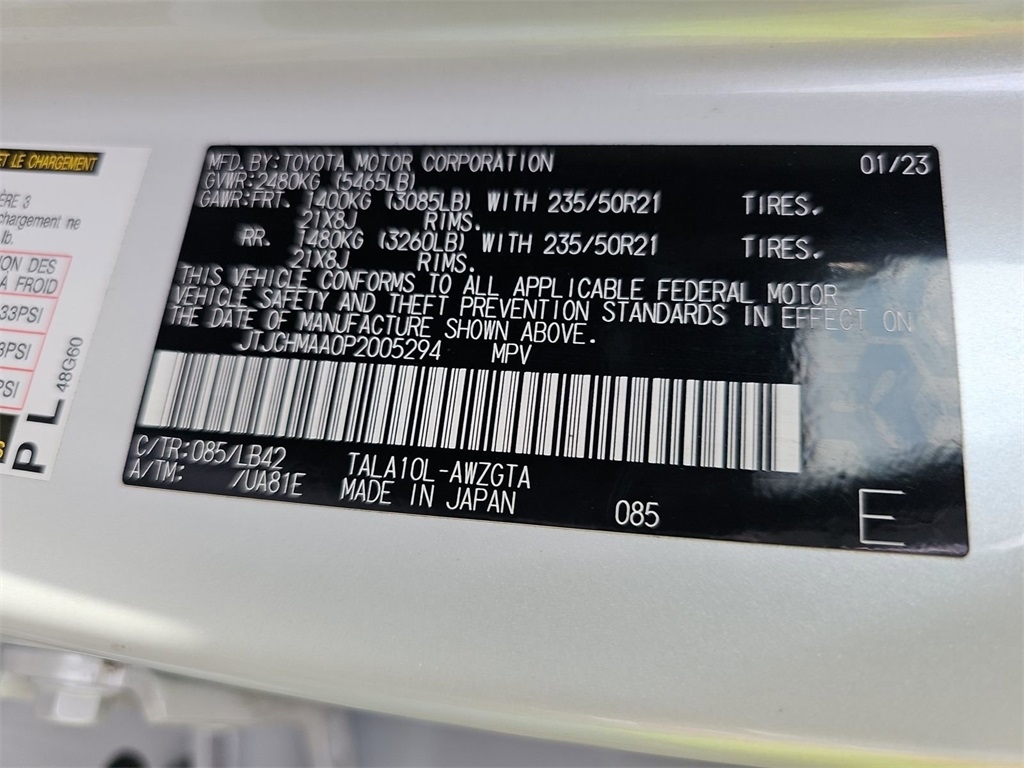 ET LE CHARGEMENT
ÈRE 3
chargement ne
lb.
ION DES
À FROID
33PSI
3PSI
PSI
48G60
PL
MFD. BY: TOYOTA MOTOR CORPORATION 01/23
GVWR: 2480KG (5465LB)
GAWR: FRT. 1400KG (3085LB) WITH 235/50R21 TIRES,
21X8J RIMS.
RR. 1480KG (3260LB) WITH 235/50R21 TIRES,
21X8J RIMS.
THIS VEHICLE CONFORMS TO ALL APPLICABLE FEDERAL MOTOR
VEHICLE SAFETY AND THEFT PREVENTION STANDARDS IN EFFECT ON
THE DATE OF MANUFACTURE SHOWN ABOVE.
JTJCHMAA0P2005294 MPV
C/TR: 085/LB42 TALA10L-AWZGTA
A/TM: /UA81E MADE IN JAPAN 085 E